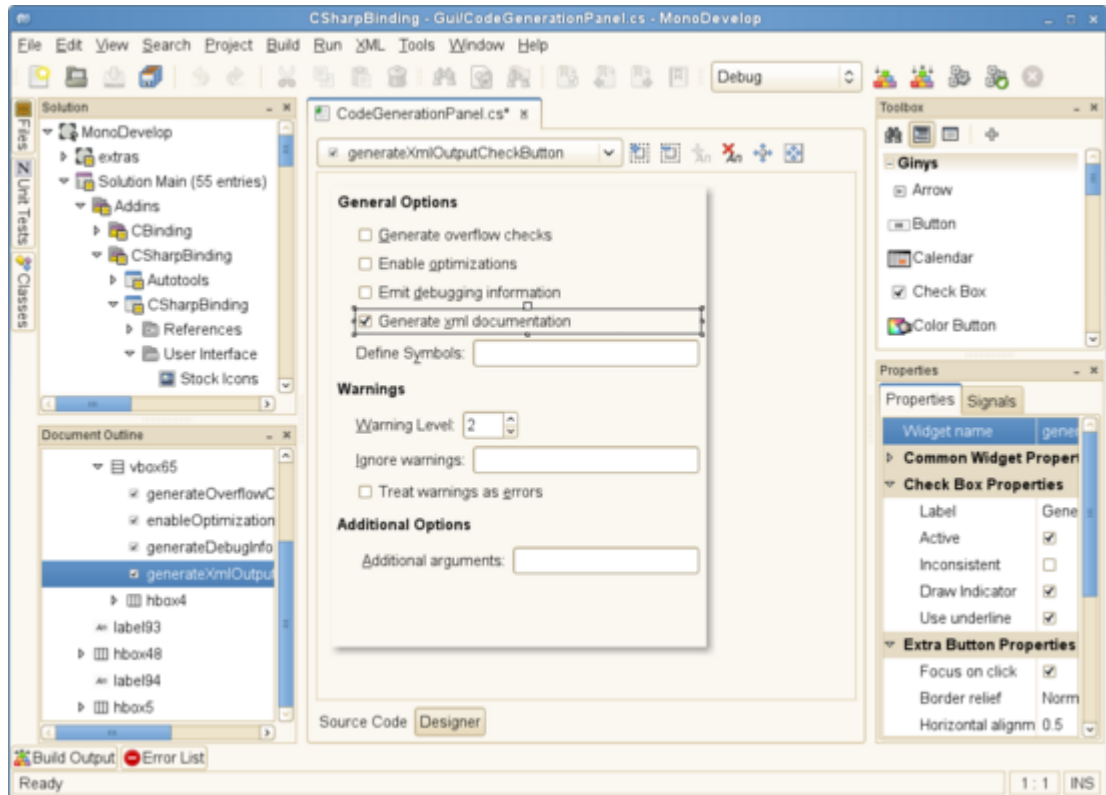 CSharpBinding - Gui/CodeGenerationPanel.cs - MonoDevelop
File Edit View Search Project Build Run XML Tools Window Help
Debug
Files
Unit Tests
Classes
Solution
MonoDevelop
extras
Solution Main (55 entries)
Addins
CBinding
CSharpBinding
Autotools
CSharpBinding
References
User Interface
Stock Icons
Document Outline
vbox65
generateOverflowC
enableOptimization
generateDebugInfo
generateXmlOutput
hbox4
label93
hbox48
label94
hbox5
CodeGenerationPanel.cs*
generateXmlOutputCheckButton
General Options
Generate overflow checks
Enable optimizations
Emit debugging information
Generate xml documentation
Define Symbols:
Warnings
Warning Level: 2
Ignore warnings:
Treat warnings as errors
Additional Options
Additional arguments:
Source Code Designer
Toolbox
Ginys
Arrow
Button
Calendar
Check Box
Color Button
Properties
Properties Signals
Widget name gener
Common Widget Propert
Check Box Properties
Label Gene
Active
Inconsistent
Draw Indicator
Use underline
Extra Button Properties
Focus on click
Border relief Norm
Horizontal alignm 0.5
Build Output Error List
Ready 1 : 1 INS